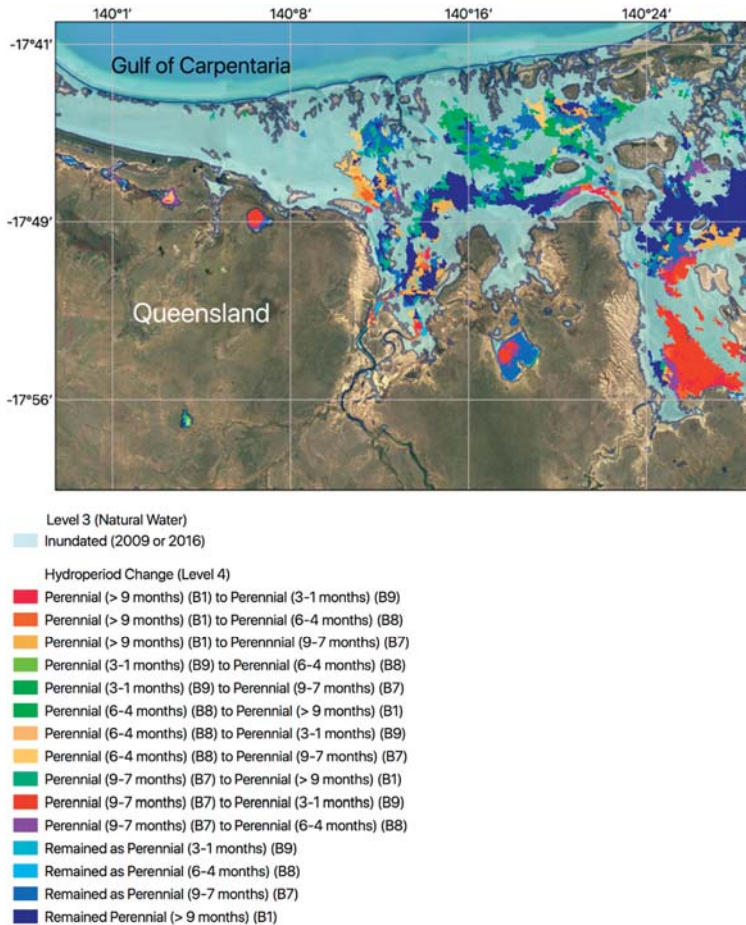 140°1' 140°8' 140°16' 140°24'
-17°41'
Gulf of Carpentaria
-17°49'
Queensland
-17°56'
Level 3 (Natural Water)
Inundated (2009 or 2016)
Hydroperiod Change (Level 4)
Perennial (> 9 months) (B1) to Perennial (3-1 months) (B9)
Perennial (> 9 months) (B1) to Perennial (6-4 months) (B8)
Perennial (> 9 months) (B1) to Perennnial (9-7 months) (B7)
Perennial (3-1 months) (B9) to Perennial (6-4 months) (B8)
Perennial (3-1 months) (B9) to Perennial (9-7 months) (B7)
Perennial (6-4 months) (B8) to Perennial (> 9 months) (B1)
Perennial (6-4 months) (B8) to Perennial (3-1 months) (B9)
Perennial (6-4 months) (B8) to Perennial (9-7 months) (B7)
Perennial (9-7 months) (B7) to Perennial (> 9 months) (B1)
Perennial (9-7 months) (B7) to Perennial (3-1 months) (B9)
Perennial (9-7 months) (B7) to Perennial (6-4 months) (B8)
Remained as Perennial (3-1 months) (B9)
Remained as Perennial (6-4 months) (B8)
Remained as Perennial (9-7 months) (B7)
Remained Perennial (> 9 months) (B1)